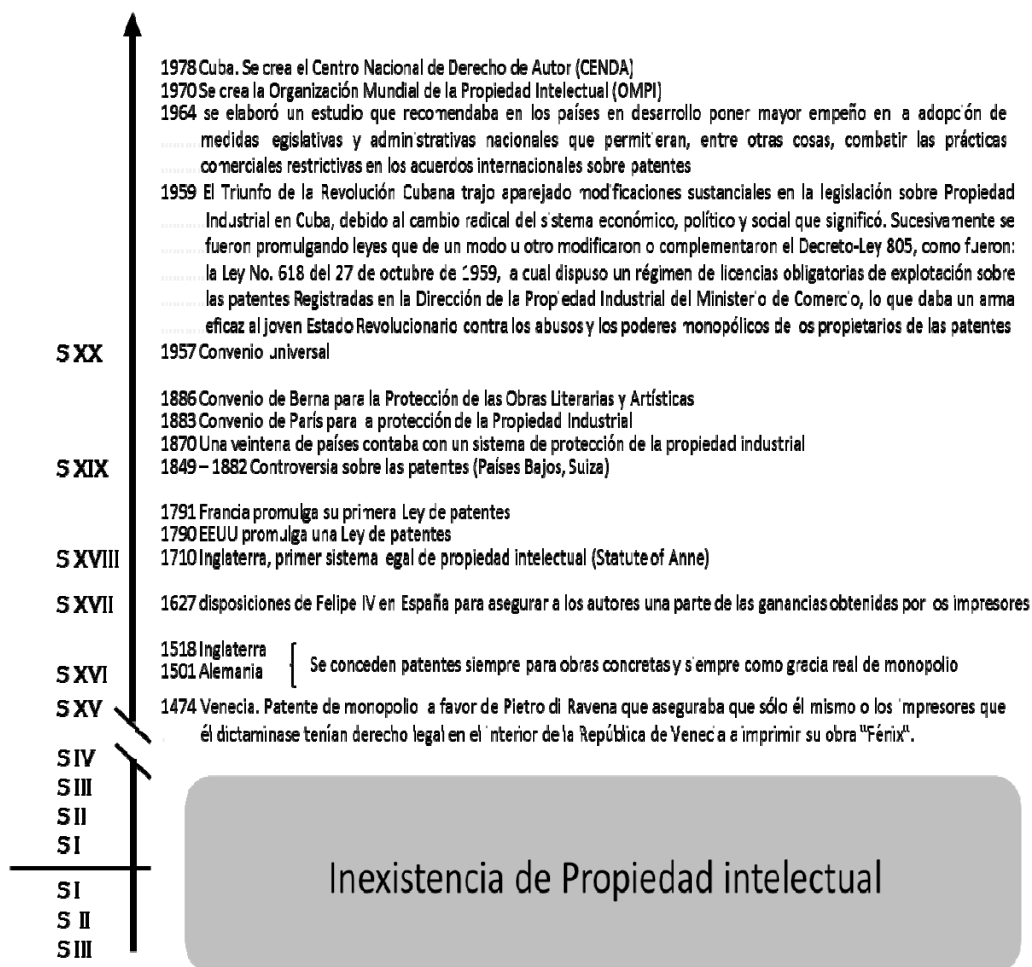 1978 Cuba. Se crea el Centro Nacional de Derecho de Autor (CENDA)
1970 Se crea la Organización Mundial de la Propiedad Intelectual (OMPI)
1964 se elaboró un estudio que recomendaba en los países en desarrollo poner mayor empeño en a adopción de
medidas egislativas y administrativas nacionales que permitieran, entre otras cosas, combatir las prácticas
comerciales restrictivas en los acuerdos internacionales sobre patentes
1959 El Triunfo de la Revolución Cubana trajo aparejado modificaciones sustanciales en la legislación sobre Propiedad
Industrial en Cuba, debido al cambio radical del sistema económico, político y social que significó. Sucesivamente se
fueron promulgando leyes que de un modo u otro modificaron o complementaron el Decreto-Ley 805, como fueron:
la Ley No. 618 del 27 de octubre de 1959, a cual dispuso un régimen de licencias obligatorias de explotación sobre
las patentes Registradas en la Dirección de la Propiedad Industrial del Ministerio de Comercio, lo que daba un arma
eficaz al joven Estado Revolucionario contra los abusos y los poderes monopólicos de os propietarios de las patentes
S XX 1957 Convenio universal
1886 Convenio de Berna para la Protección de las Obras Literarias y Artísticas
1883 Convenio de París para a protección de la Propiedad Industrial
1870 Una veintena de países contaba con un sistema de protección de la propiedad industrial
S XIX 1849 – 1882 Controversia sobre las patentes (Países Bajos, Suiza)
1791 Francia promulga su primera Ley de patentes
1790 EEUU promulga una Ley de patentes
S XVIII 1710 Inglaterra, primer sistema egal de propiedad intelectual (Statute of Anne)
S XVII 1627 disposiciones de Felipe IV en España para asegurar a los autores una parte de las ganancias obtenidas por os impresores
1518 Inglaterra
S XVI 1501 Alemania Se conceden patentes siempre para obras concretas y siempre como gracia real de monopolio
S XV 1474 Venecia. Patente de monopolio a favor de Pietro di Ravena que aseguraba que sólo él mismo o los impresores que
él dictaminase tenían derecho legal en el interior de la República de Venecia a imprimir su obra "Fénix".
S IV
S III
S II
S I
Inexistencia de Propiedad intelectual
S I
S II
S III